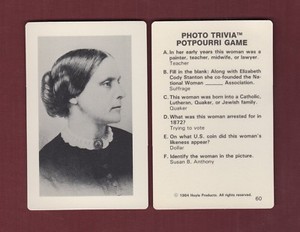 PHOTO TRIVIA™
POTPOURRI GAME
A. In her early years this woman was a
painter, teacher, midwife, or lawyer.
Teacher
B. Fill in the blank: Along with Elizabeth
Cody Stanton she co-founded the Na-
tional Woman ______ Association.
Suffrage
C. This woman was born into a Catholic,
Lutheran, Quaker, or Jewish family.
Quaker
D. What was this woman arrested for in
1872?
Trying to vote
E. On what U.S. coin did this woman's
likeness appear?
Dollar
F. Identify the woman in the picture.
Susan B. Anthony
© 1984 Hoyle Products. All rights reserved.
60